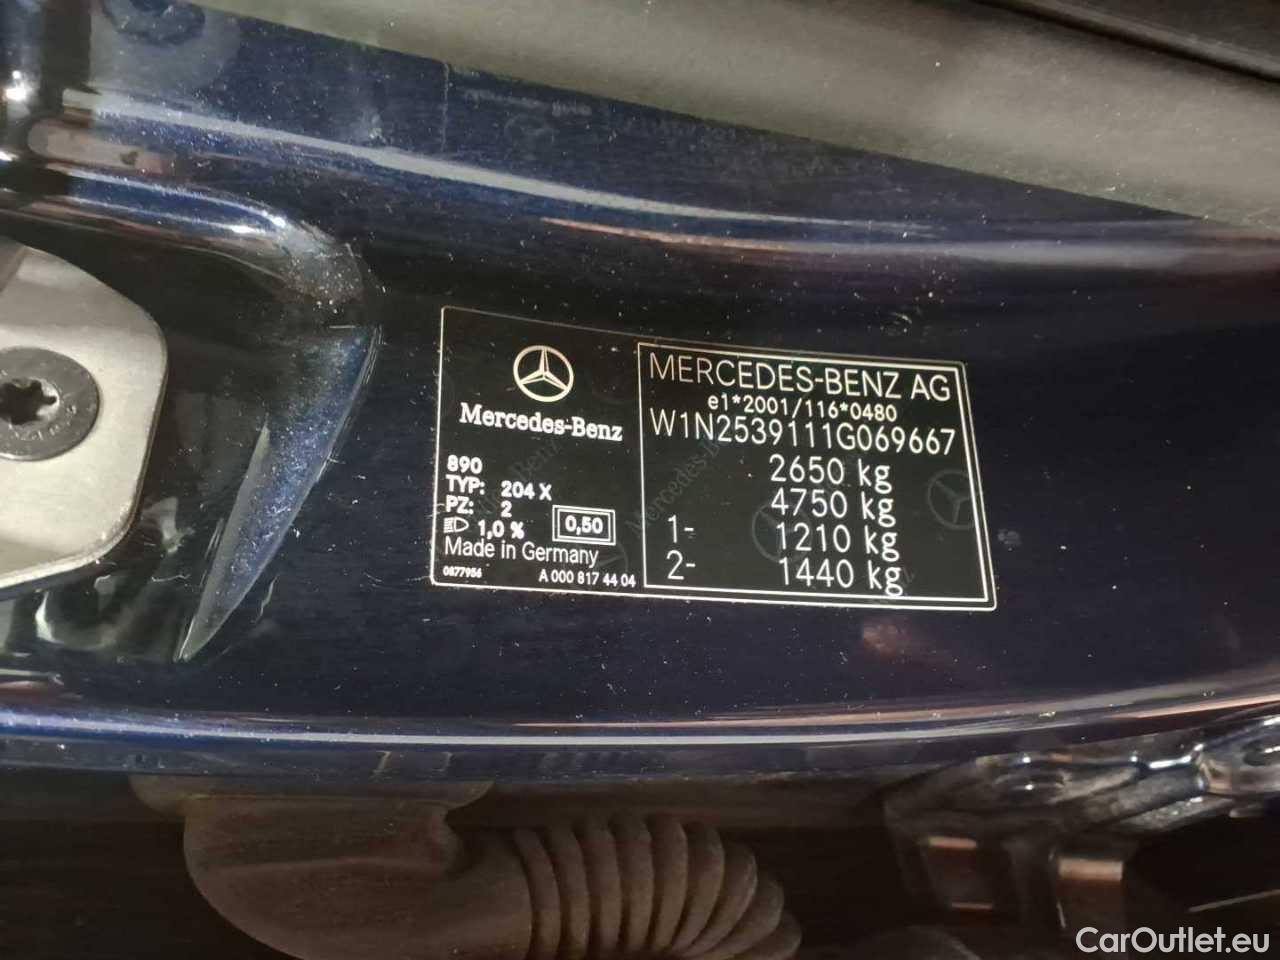 Mercedes-Benz
890
TYP: 204 X
PZ: 2
1,0 % 0,50
Made in Germany
0877956 A 000 817 44 04
MERCEDES-BENZ AG
e1*2001/116*0480
W1N2539111G069667
2650 kg
4750 kg
1- 1210 kg
2- 1440 kg
CarOutlet.eu